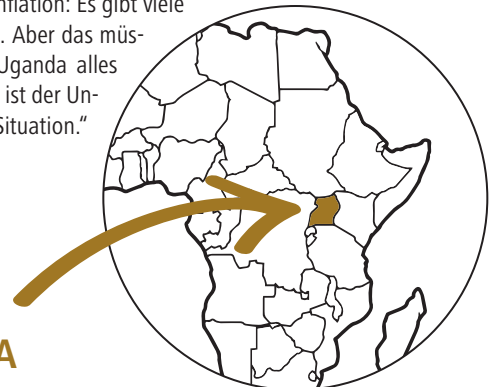 nflation: Es gibt viele
. Aber das müs-
Uganda alles
ist der Un-
Situation.“
A